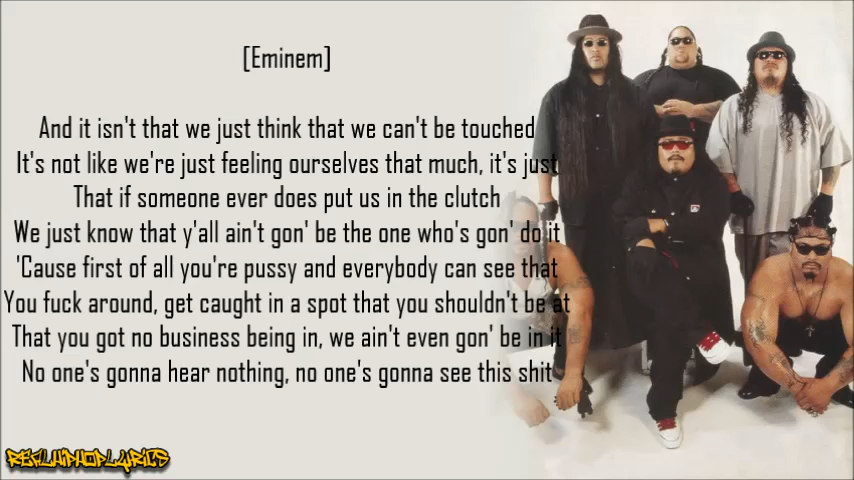 [Eminem]
And it isn't that we just think that we can't be touched
It's not like we're just feeling ourselves that much, it's just
That if someone ever does put us in the clutch
We just know that y'all ain't gon' be the one who's gon' do it
'Cause first of all you're pussy and everybody can see that
You fuck around, get caught in a spot that you shouldn't be at
That you got no business being in, we ain't even gon' be in it
No one's gonna hear nothing, no one's gonna see this shit
REFLHIPHOPLYRICS